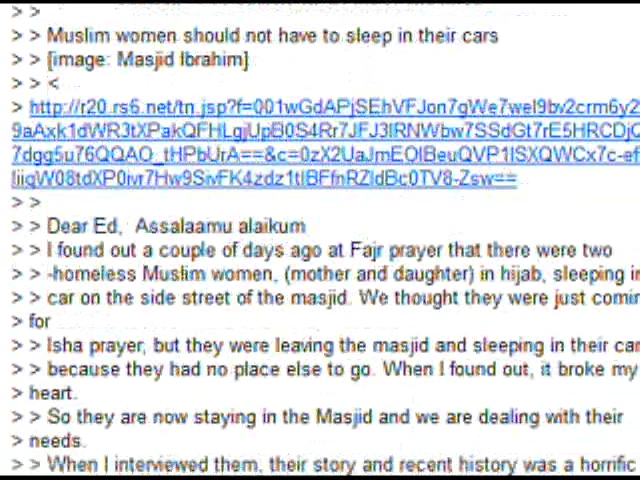 > >
> > Muslim women should not have to sleep in their cars
> > [image: Masjid Ibrahim]
> > <
> http://r20.rs6.net/tn.jsp?f=001wGdAPjSEhVFJon7gWe7wel9bv2crm6y2
9aAxk1dWR3tXPakQFHLgjUpB0S4Rr7JFJ3IRNWbw7SSdGt7rE5HRCDjC
7dgg5u76QQAO_tHPbUrA==&c=0zX2UaJmEOIBeuQVP1ISXQWCx7c-ef
liiqW08tdXP0ivr7Hw9SivFK4zdz1tlBFfnRZldBc0TV8-Zsw==
> >
> > Dear Ed,  Assalaamu alaikum
> > I found out a couple of days ago at Fajr prayer that there were two
> > -homeless Muslim women, (mother and daughter) in hijab, sleeping in
> > car on the side street of the masjid. We thought they were just comin
> for
> > Isha prayer, but they were leaving the masjid and sleeping in their car
> > because they had no place else to go. When I found out, it broke my
> heart.
> > So they are now staying in the Masjid and we are dealing with their
> needs.
> > When I interviewed them, their story and recent history was a horrific